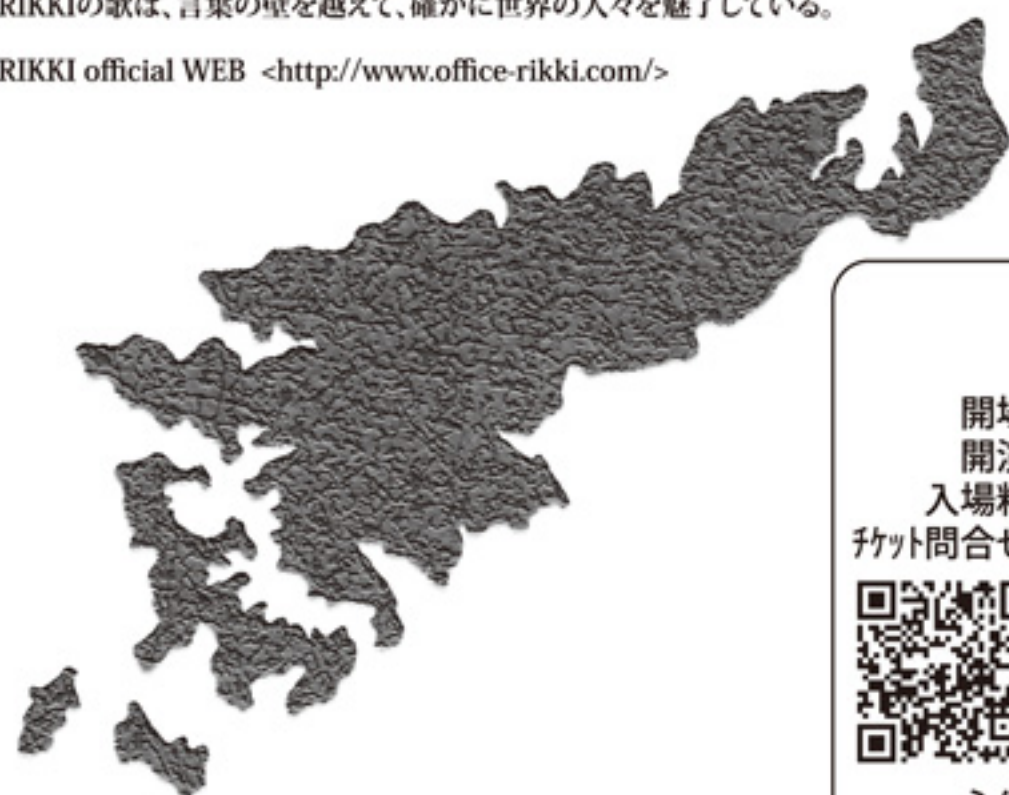 RIKKIの歌は、言葉の壁を越えて、確かに世界の人々を魅了している。
RIKKI official WEB <http://www.office-rikki.com/>
開場
開演
入場料
チケット問合せ